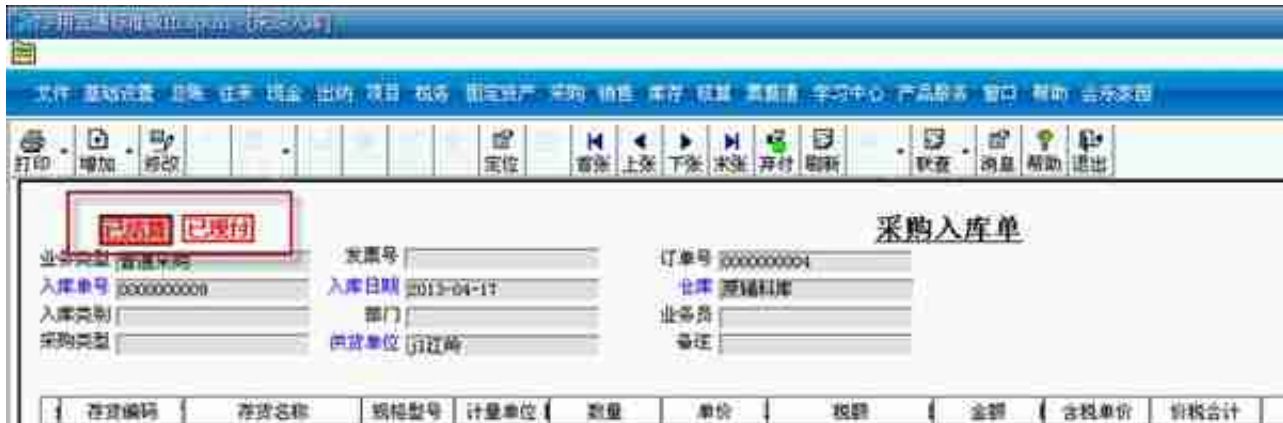 文件 基础设置 总账 往来 现金 出纳 项目 税务 固定资产 采购 销售 库存 核算 票据通 学习中心 产品服务 窗口 帮助
打印 增加 修改 定位 首张 上张 下张 末张 弃付 刷新 联查 消息 帮助 退出
已结算 已现付
采购入库单
业务类型 普通采购 发票号 订单号 0000000004
入库单号 0000000009 入库日期 2013-04-17 仓库 原辅料库
入库类别 部门 业务员
采购类型 供货单位 备注
存货编码 存货名称 规格型号 计量单位 数量 单价 税额 金额 含税单价 价税合计